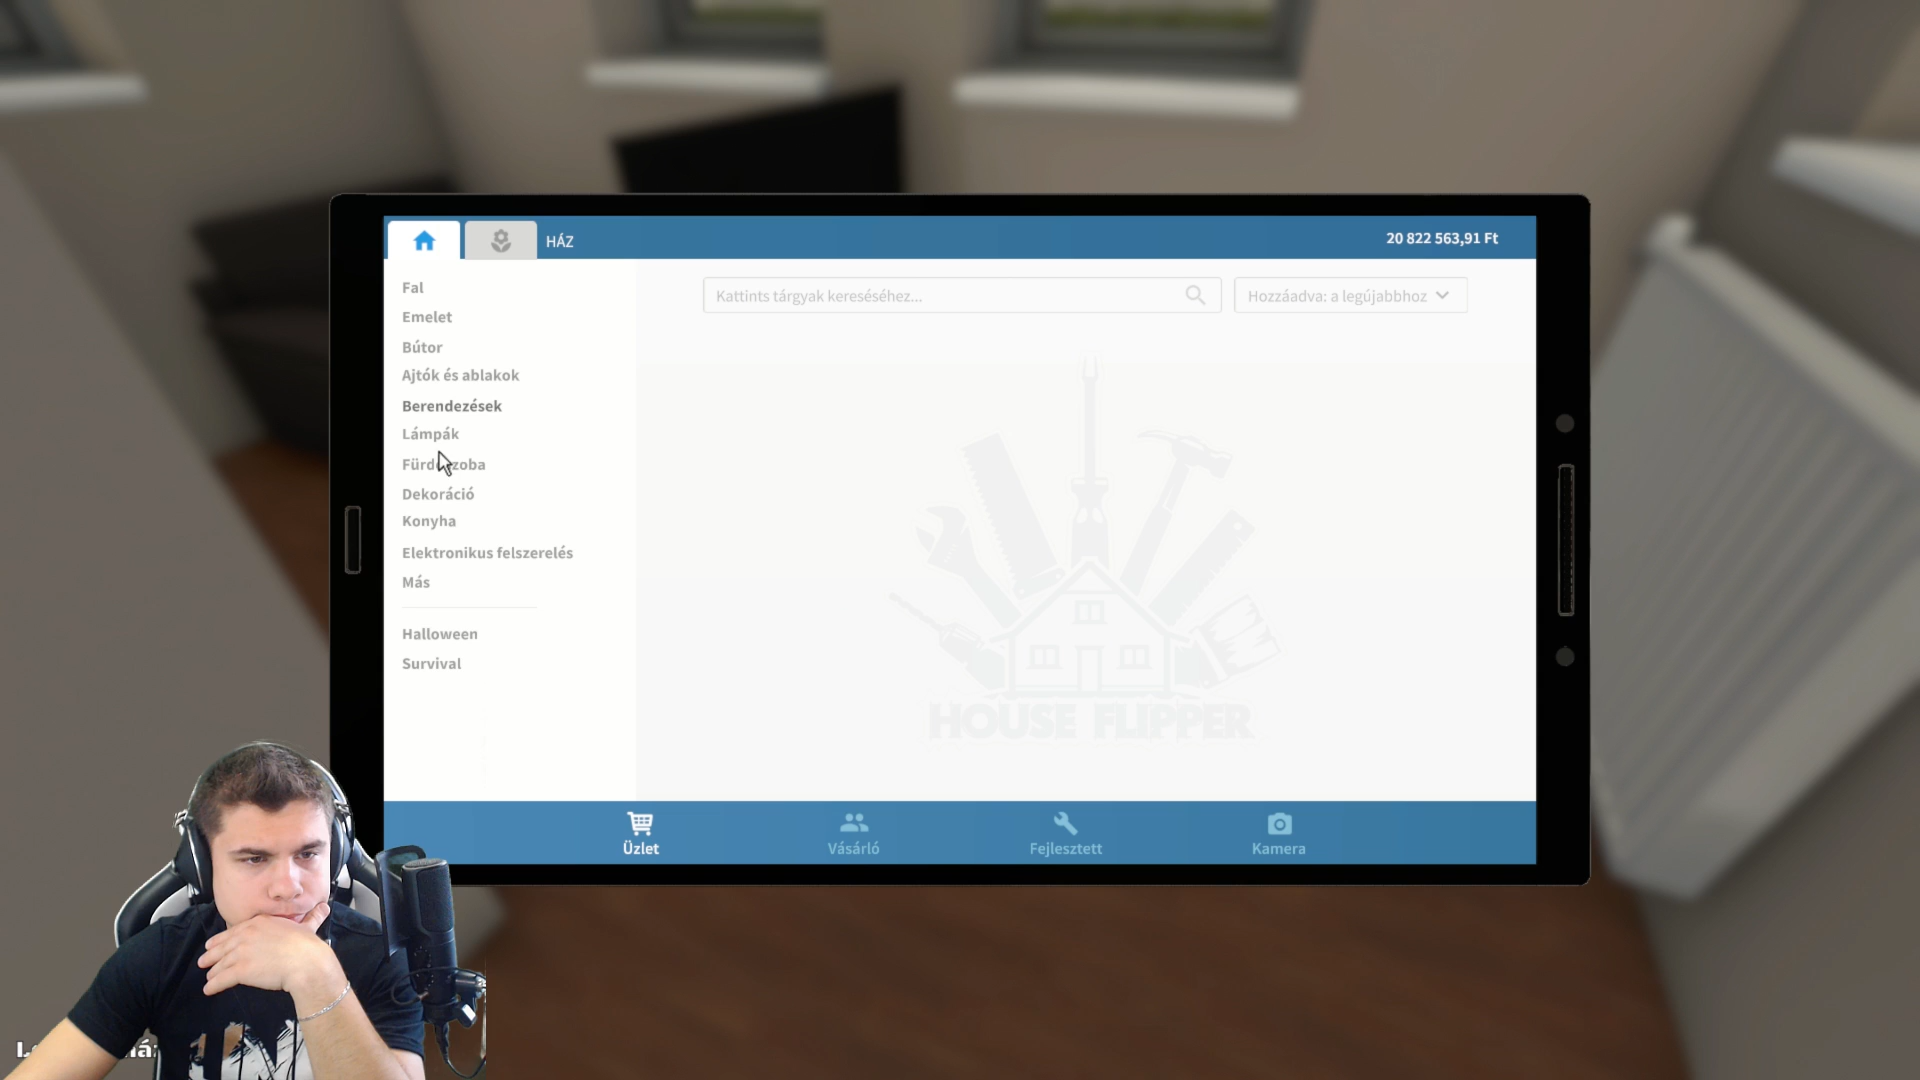 HÁZ
20 822 563,91 Ft
Fal
Emelet
Bútor
Ajtók és ablakok
Berendezések
Lámpák
Fürdőszoba
Dekoráció
Konyha
Elektronikus felszerelés
Más
Halloween
Survival
Kattints tárgyak kereséséhez...
Hozzáadva: a legújabbhoz
HOUSE FLIPPER
Üzlet
Vásárló
Fejlesztett
Kamera